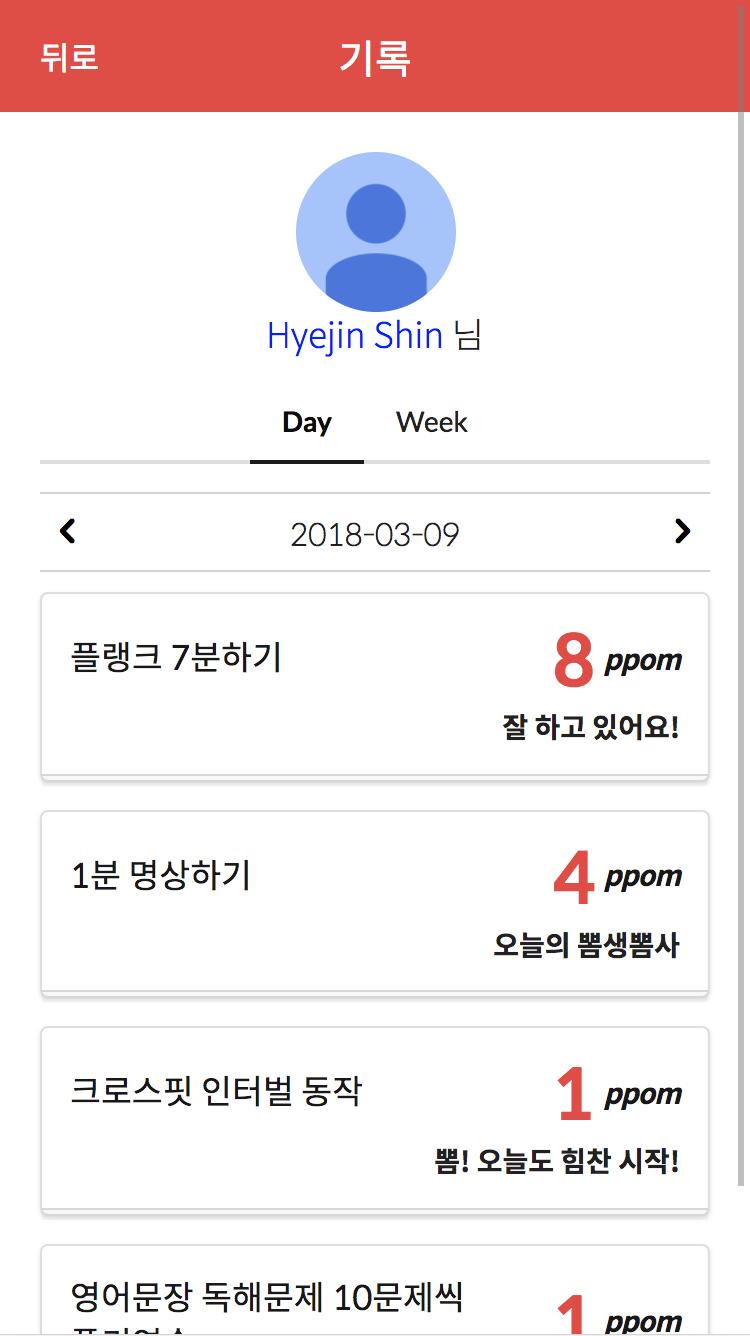 뒤로 기록
Hyejin Shin 님
Day Week
2018-03-09
플랭크 7분하기 8 ppom
잘 하고 있어요!
1분 명상하기 4 ppom
오늘의 뽐생뽐사
크로스핏 인터벌 동작 1 ppom
뽐! 오늘도 힘찬 시작!
영어문장 독해문제 10문제씩
1 ppom